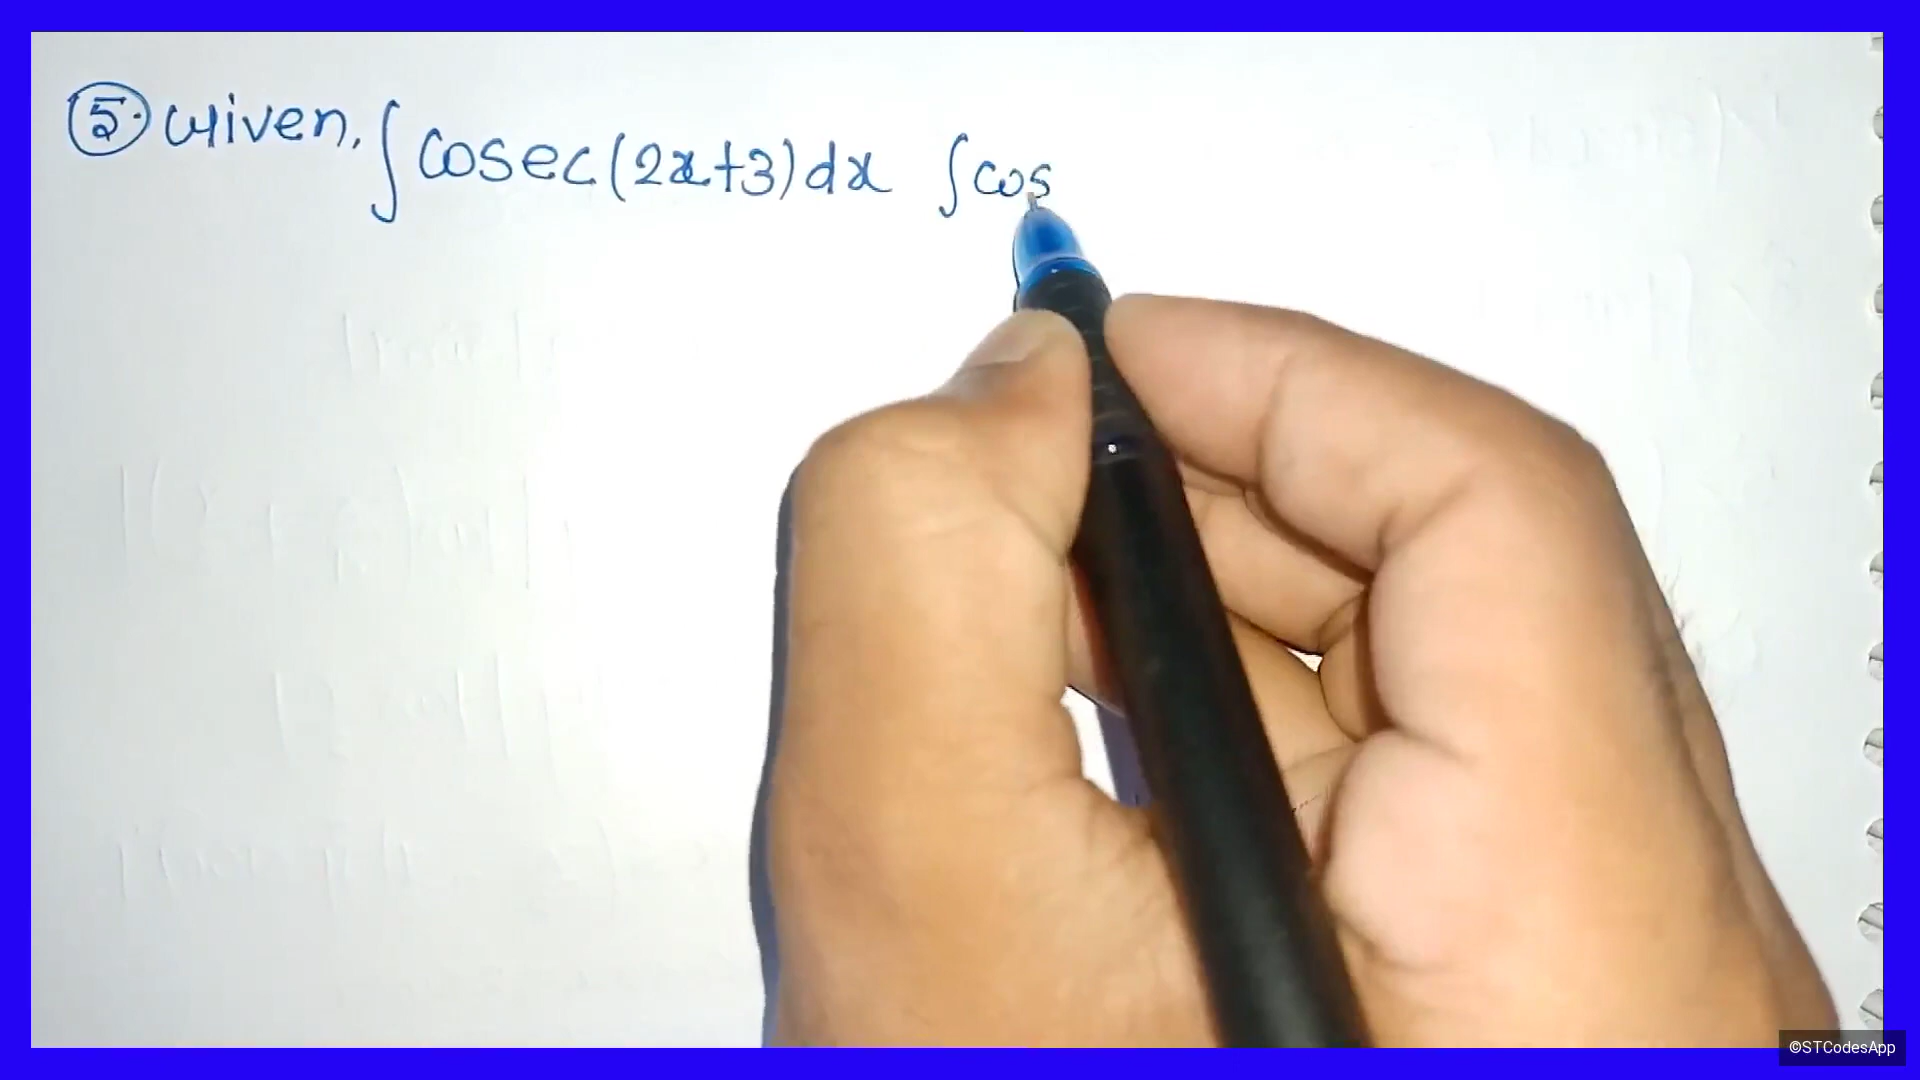 5. Given, ∫ cosec(2x+3)dx ∫cos
©STCodesApp